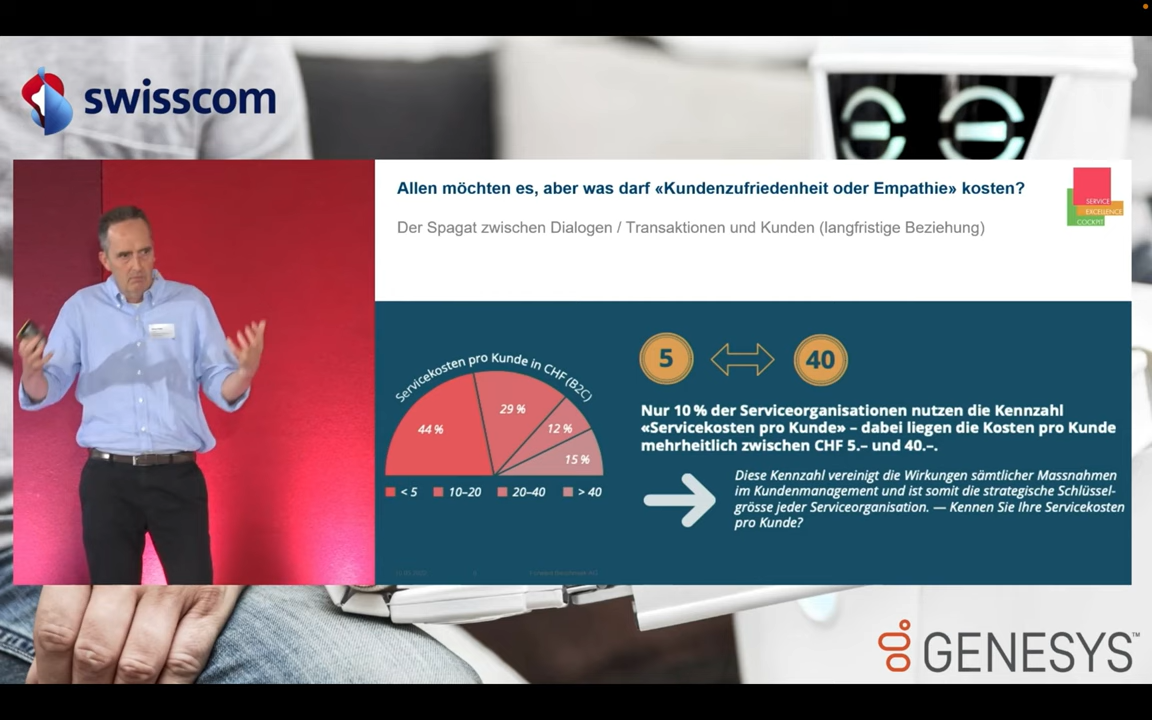 swisscom
Allen möchten es, aber was darf «Kundenzufriedenheit oder Empathie» kosten?
Der Spagat zwischen Dialogen / Transaktionen und Kunden (langfristige Beziehung)
SERVICE
EXCELLENCE
COCKPIT
Servicekosten pro Kunde in CHF (B2C)
44 %
29 %
12 %
15 %
< 5
10–20
20–40
> 40
5
40
Nur 10 % der Serviceorganisationen nutzen die Kennzahl
«Servicekosten pro Kunde» – dabei liegen die Kosten pro Kunde
mehrheitlich zwischen CHF 5.– und 40.–.
Diese Kennzahl vereinigt die Wirkungen sämtlicher Massnahmen
im Kundenmanagement und ist somit die strategische Schlüssel-
grösse jeder Serviceorganisation. — Kennen Sie Ihre Servicekosten
pro Kunde?
GENESYS™